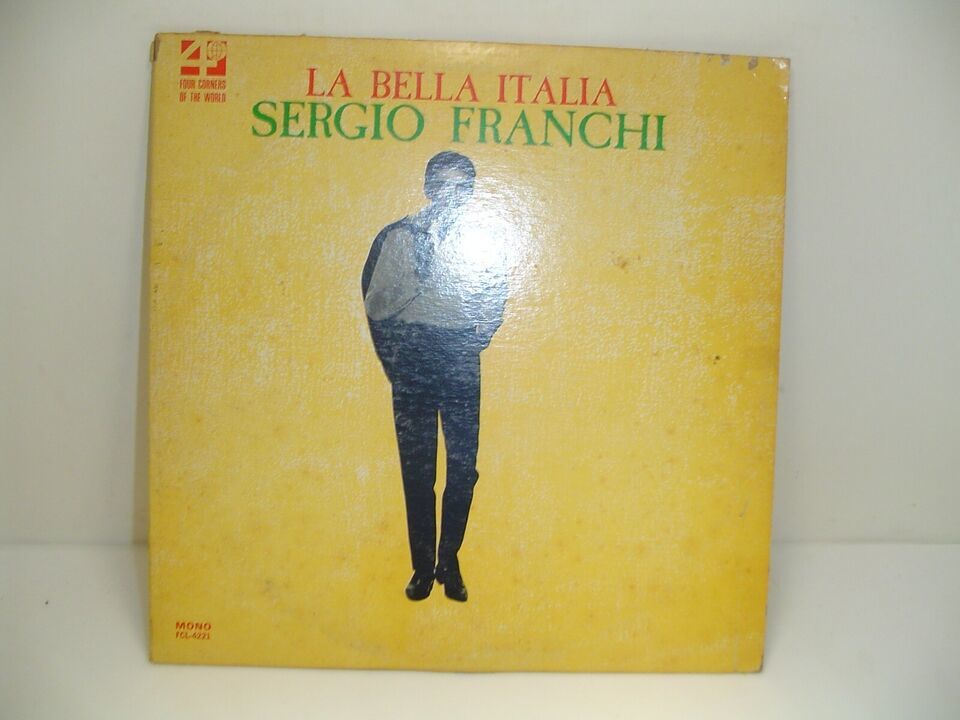 4
FOUR CORNERS
OF THE WORLD
LA BELLA ITALIA
SERGIO FRANCHI
MONO
FCL-4221